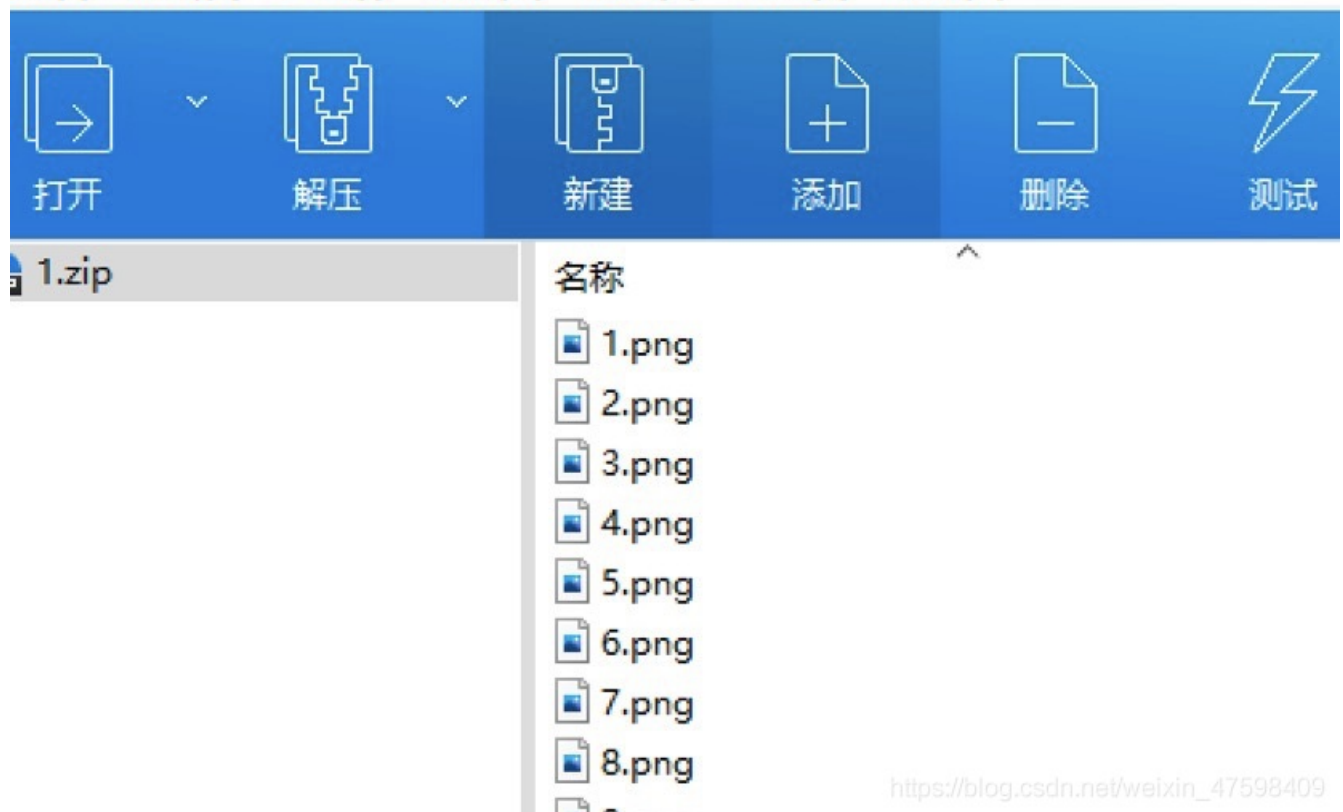 打开 解压 新建 添加 删除 测试
1.zip
名称
1.png
2.png
3.png
4.png
5.png
6.png
7.png
8.png
https://blog.csdn.net/weixin_47598409